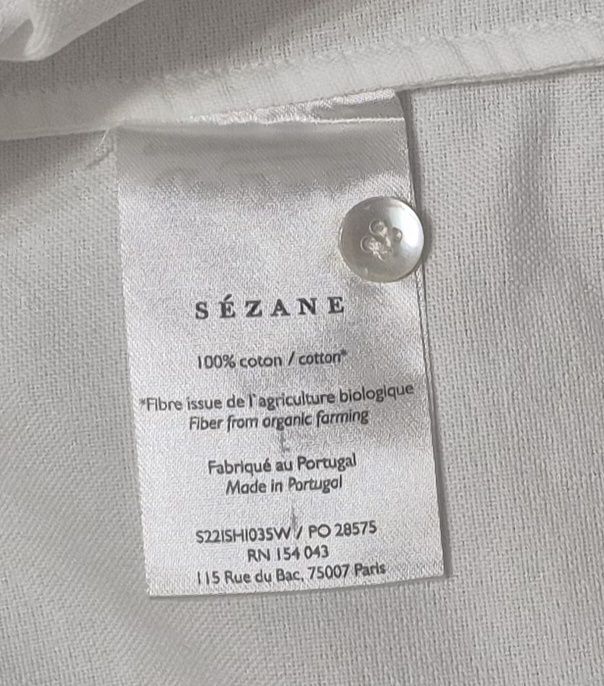 SÉZANE
100% coton / cotton*
*Fibre issue de l'agriculture biologique
Fiber from organic farming
Fabriqué au Portugal
Made in Portugal
S22ISHI035W / PO 28575
RN 154 043
115 Rue du Bac, 75007 Paris